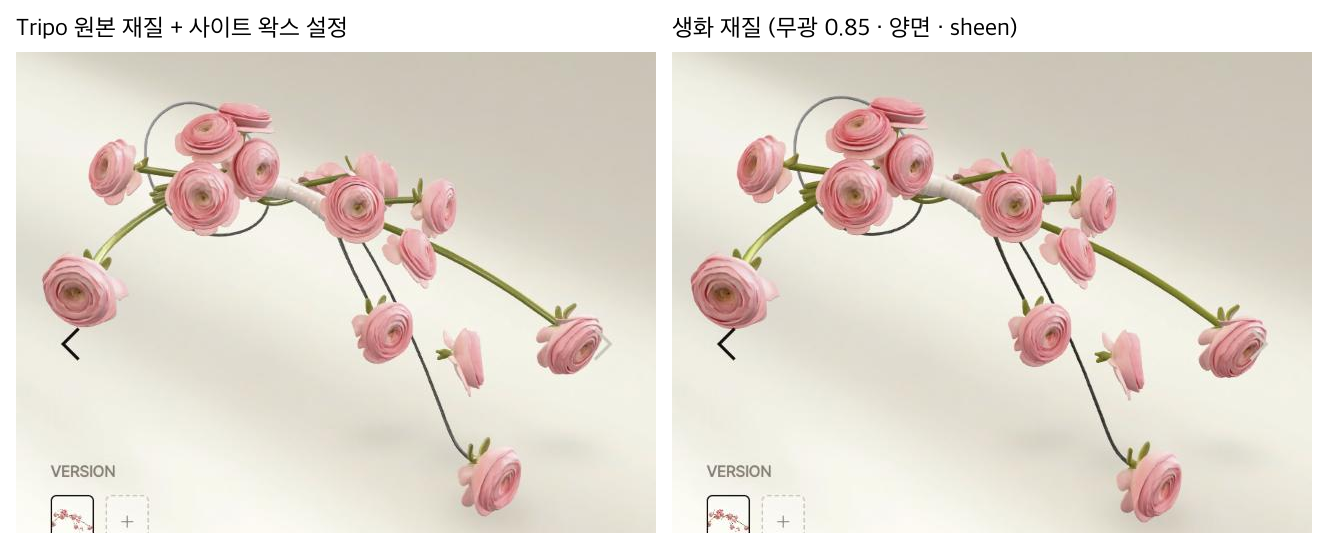 Tripo 원본 재질 + 사이트 왁스 설정
생화 재질 (무광 0.85 · 양면 · sheen)
VERSION
+
VERSION
+